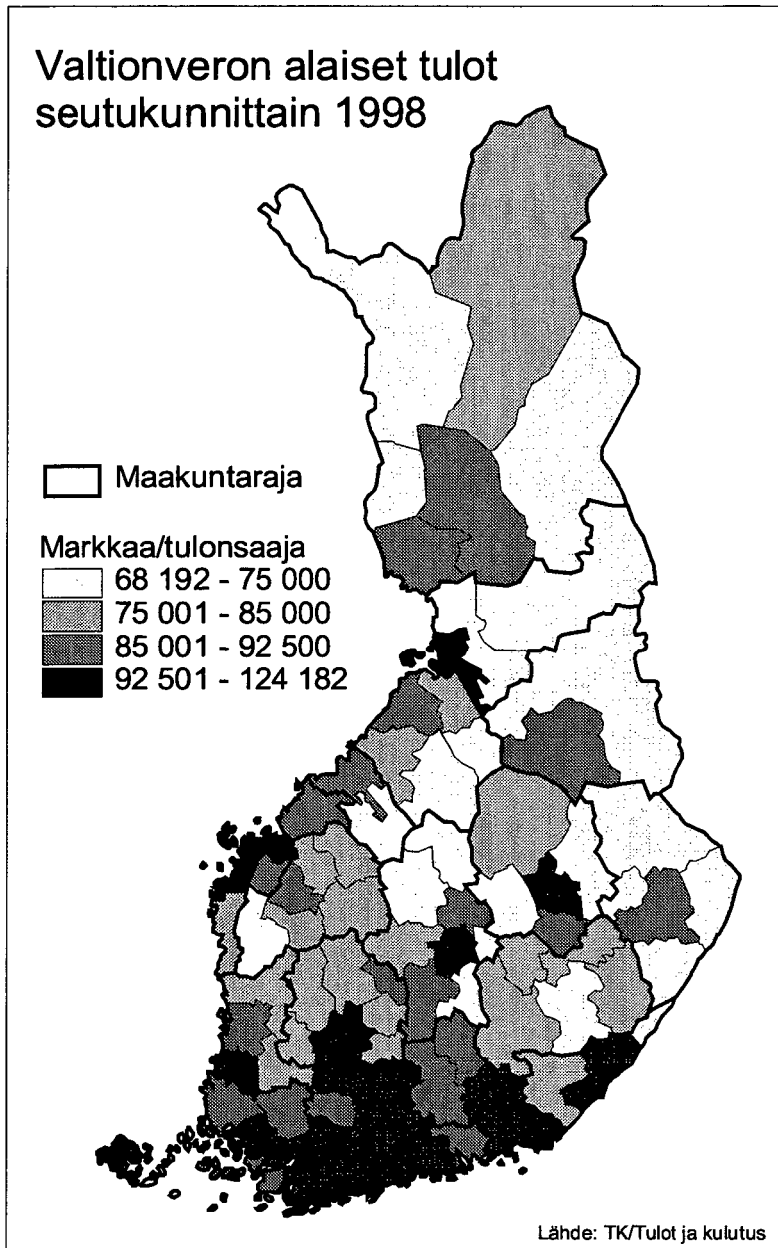 Valtionveron alaiset tulot
seutukunnittain 1998
Maakuntaraja
Markkaa/tulonsaaja
68 192 - 75 000
75 001 - 85 000
85 001 - 92 500
92 501 - 124 182
Lähde: TK/Tulot ja kulutus